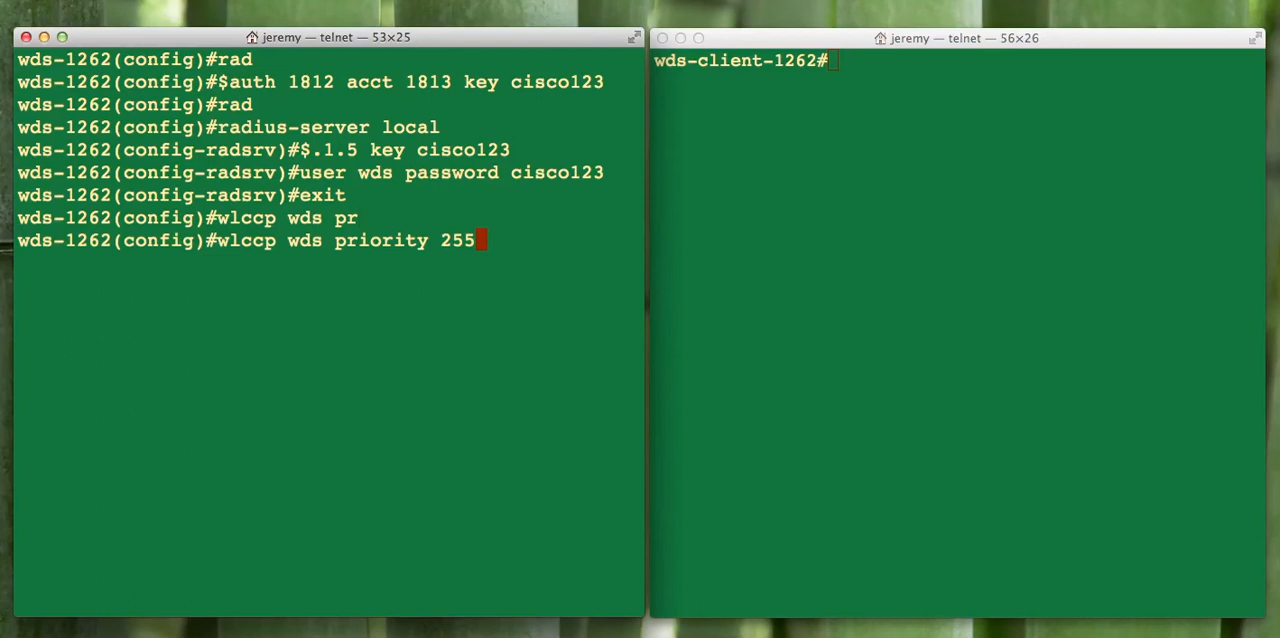 jeremy — telnet — 53×25
wds-1262(config)#rad
wds-1262(config)#$auth 1812 acct 1813 key cisco123
wds-1262(config)#rad
wds-1262(config)#radius-server local
wds-1262(config-radsrv)#$.1.5 key cisco123
wds-1262(config-radsrv)#user wds password cisco123
wds-1262(config-radsrv)#exit
wds-1262(config)#wlccp wds pr
wds-1262(config)#wlccp wds priority 255
jeremy — telnet — 56×26
wds-client-1262#